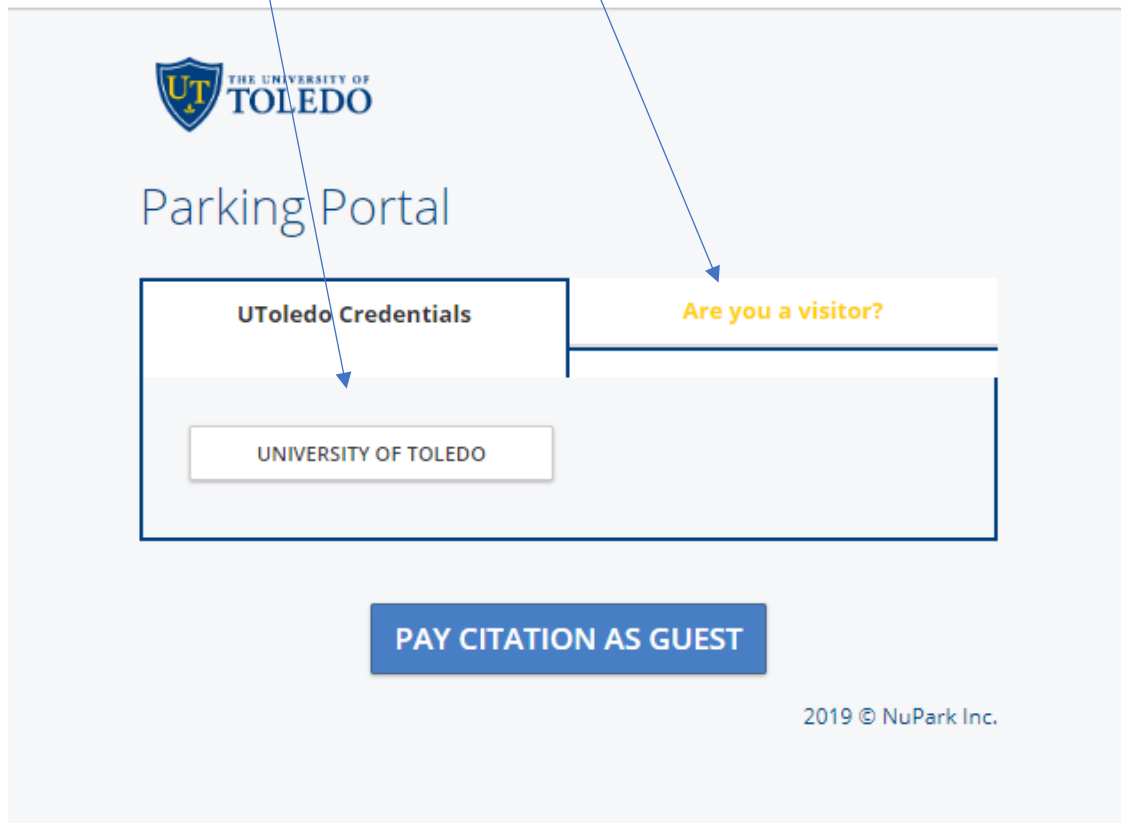 UT
THE UNIVERSITY OF
TOLEDO
Parking Portal
UToledo Credentials
Are you a visitor?
UNIVERSITY OF TOLEDO
PAY CITATION AS GUEST
2019 © NuPark Inc.